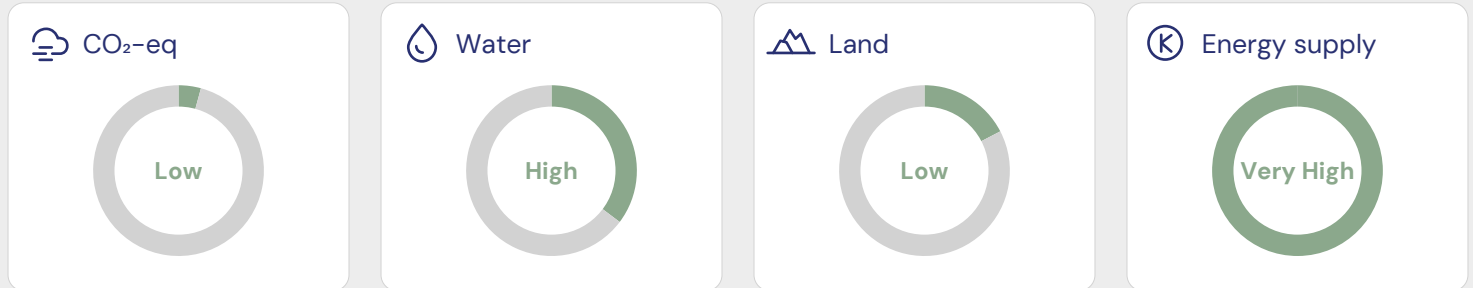 CO₂-eq
Low
Water
High
Land
Low
Energy supply
Very High